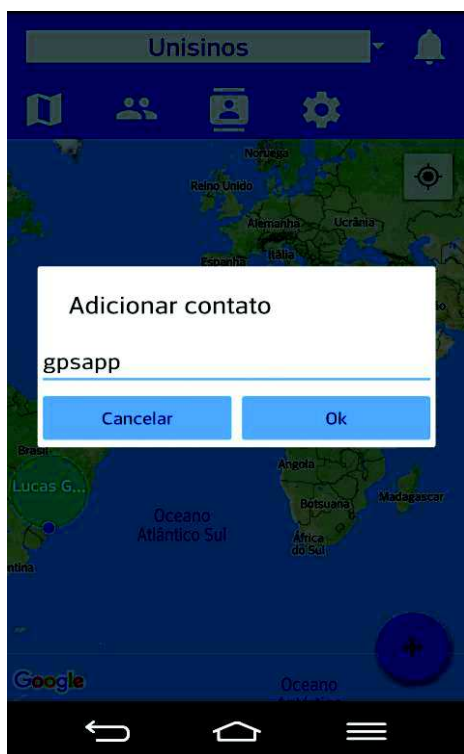 Unisinos
Noruega
Reino Unido
Alemanha
Ucrânia
Espanha
Itália
Adicionar contato
gpsapp
Cancelar
Ok
Brasil
Angola
Lucas G...
Botsuana
Madagascar
Oceano
Atlântico Sul
África
do Sul
ntina
Google
Oceano